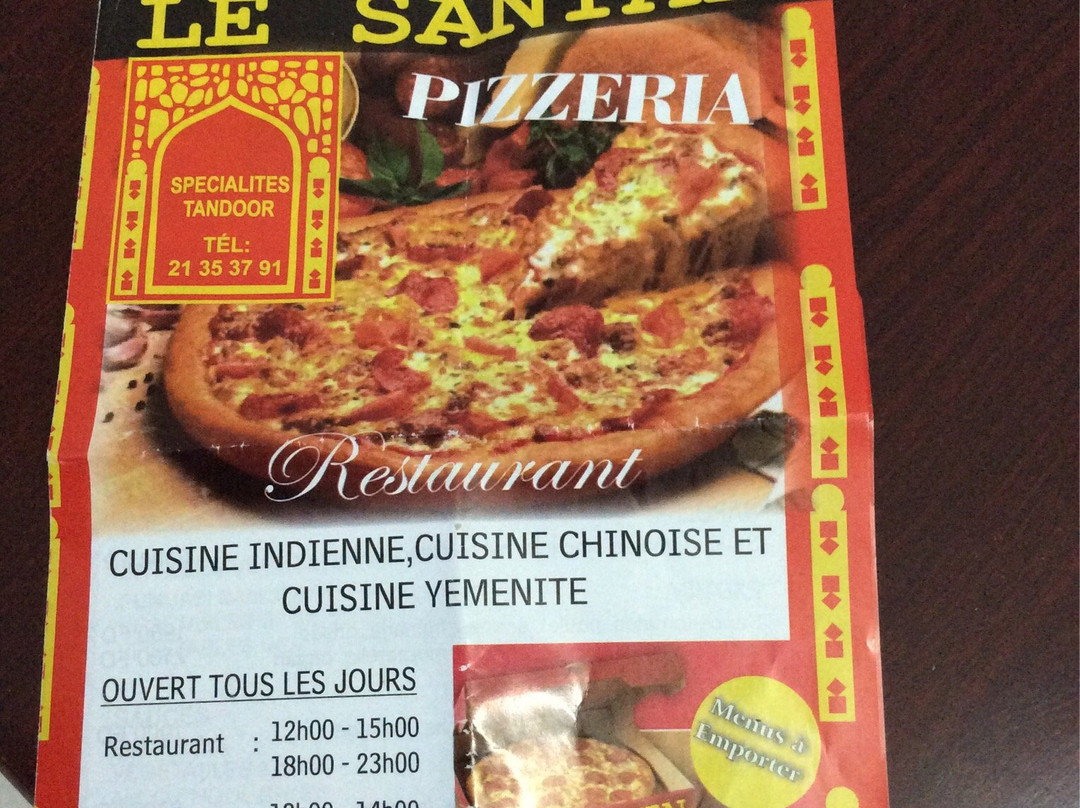 LE
PIZZERIA
SPECIALITES
TANDOOR
TÉL:
21 35 37 91
Restaurant
CUISINE INDIENNE,CUISINE CHINOISE ET
CUISINE YEMENITE
OUVERT TOUS LES JOURS
Restaurant : 12h00 - 15h00
18h00 - 23h00
Menus à
Emporter